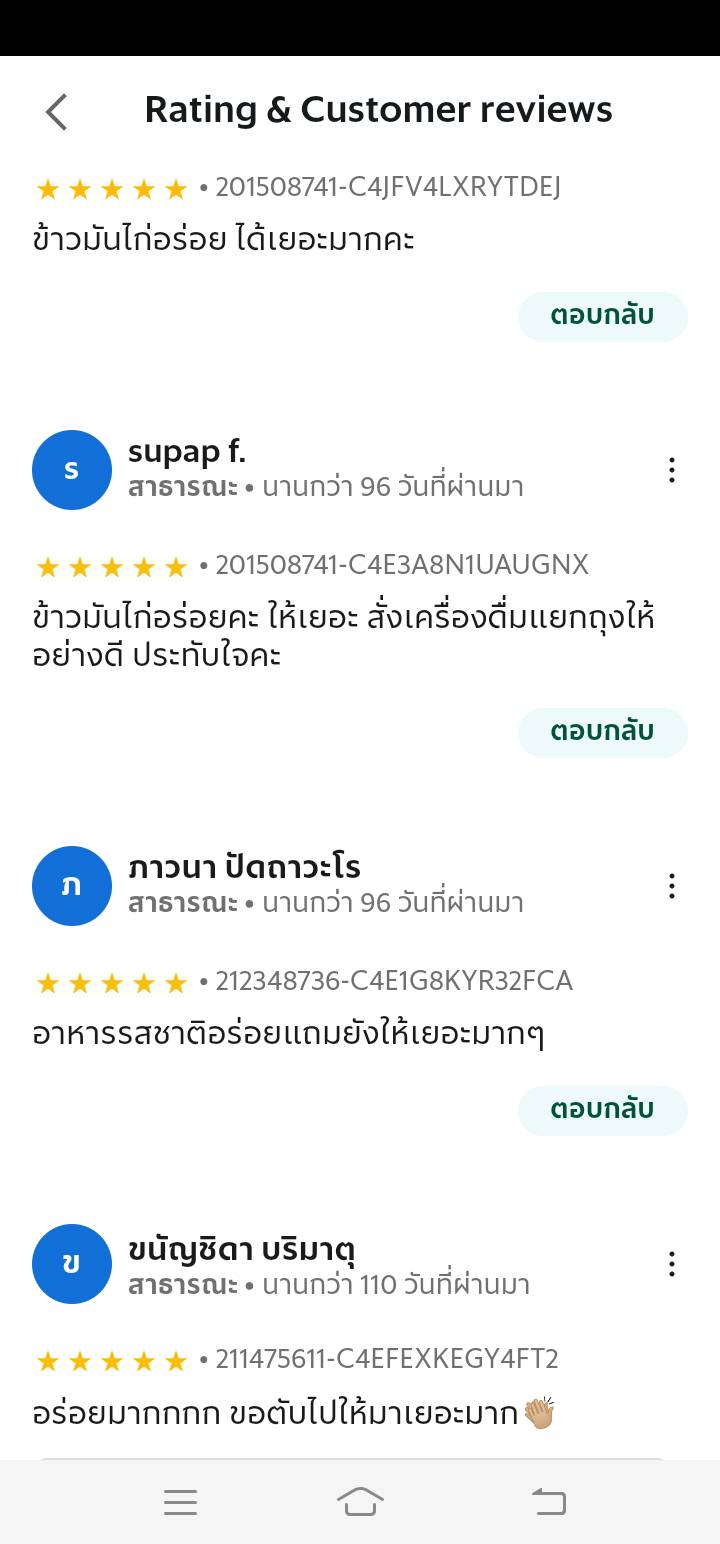 Rating & Customer reviews
★★★★★ • 201508741-C4JFV4LXRYTDEJ
ข้าวมันไก่อร่อย ได้เยอะมากคะ
ตอบกลับ
s
supap f.
สาธารณะ • นานกว่า 96 วันที่ผ่านมา
★★★★★ • 201508741-C4E3A8N1UAUGNX
ข้าวมันไก่อร่อยคะ ให้เยอะ สั่งเครื่องดื่มแยกถุงให้
อย่างดี ประทับใจคะ
ตอบกลับ
ภ
ภาวนา ปัดถาวะโร
สาธารณะ • นานกว่า 96 วันที่ผ่านมา
★★★★★ • 212348736-C4E1G8KYR32FCA
อาหารรสชาติอร่อยแถมยังให้เยอะมากๆ
ตอบกลับ
ข
ขนัญชิดา บริมาตุ
สาธารณะ • นานกว่า 110 วันที่ผ่านมา
★★★★★ • 211475611-C4EFEXKEGY4FT2
อร่อยมากกกก ขอตับไปให้มาเยอะมาก👏🏼